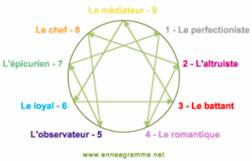 Le médiateur - 9
Le chef - 8
1 - Le perfectioniste
L'épicurien - 7
2 - L'altruiste
Le loyal - 6
3 - Le battant
L'observateur - 5
4 - Le romantique
www.enneagramme.net